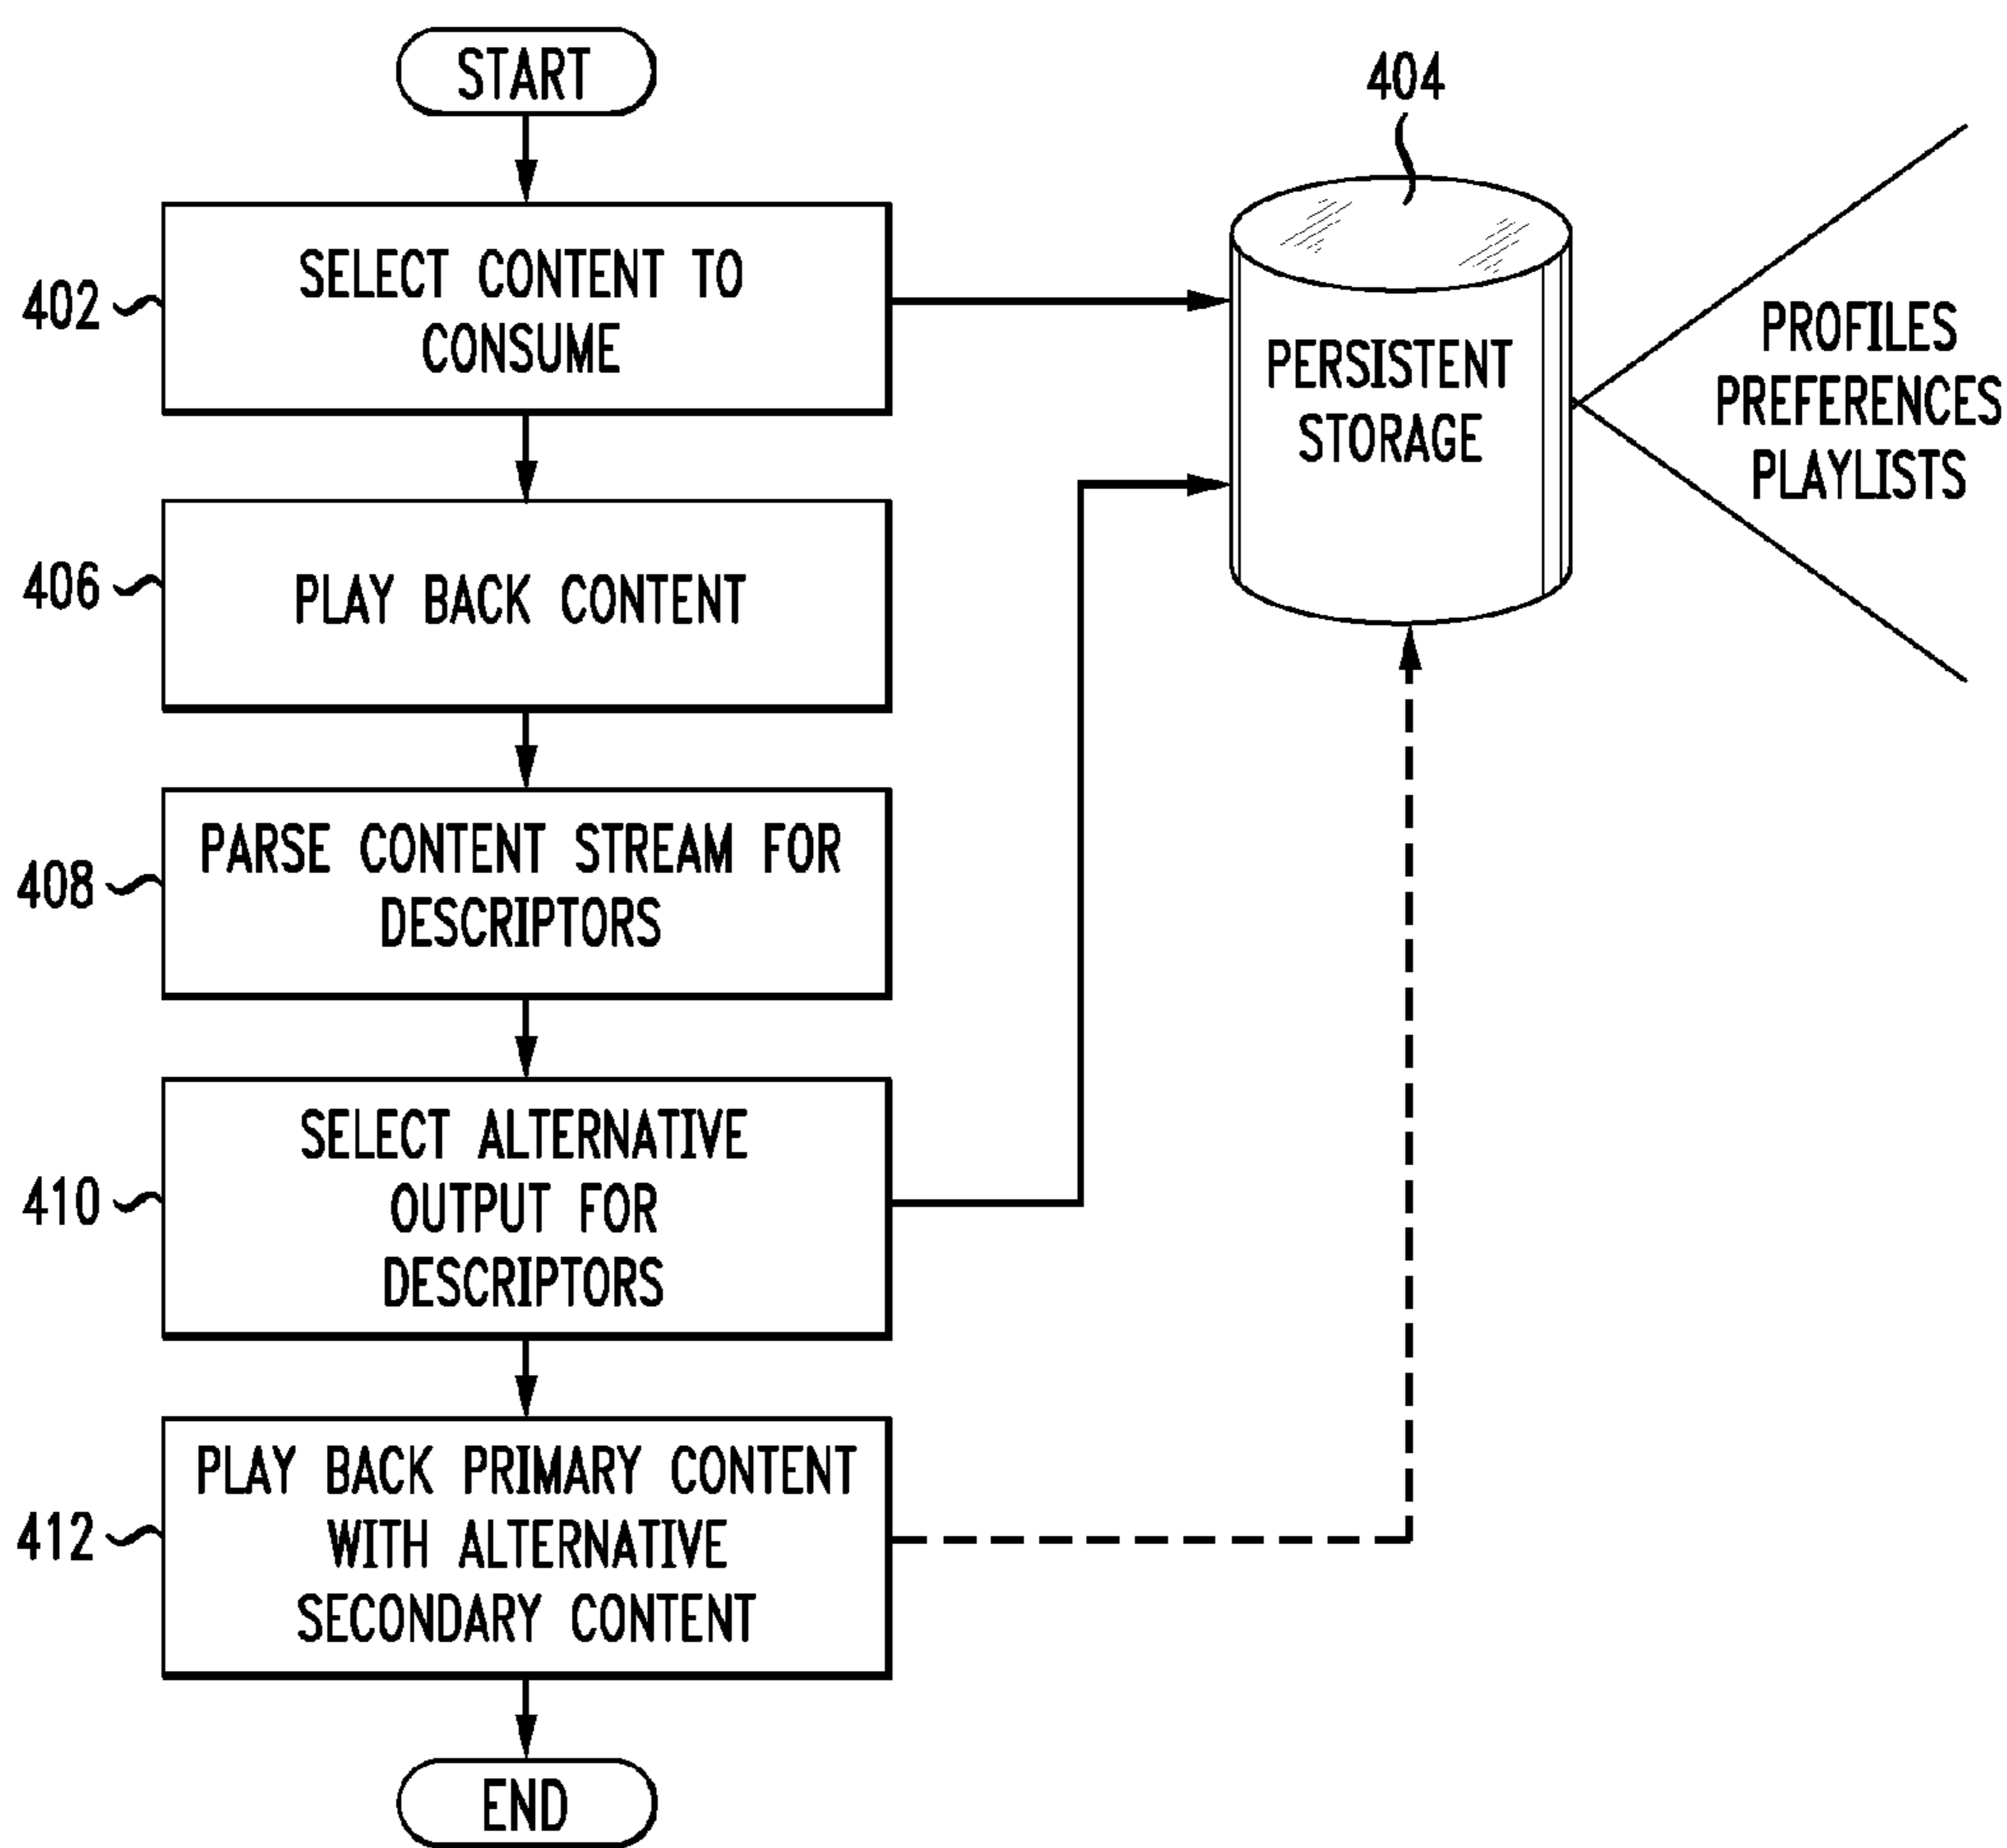 START
402
SELECT CONTENT TO
CONSUME
404
PERSISTENT
STORAGE
PROFILES
PREFERENCES
PLAYLISTS
406
PLAY BACK CONTENT
408
PARSE CONTENT STREAM FOR
DESCRIPTORS
410
SELECT ALTERNATIVE
OUTPUT FOR
DESCRIPTORS
412
PLAY BACK PRIMARY CONTENT
WITH ALTERNATIVE
SECONDARY CONTENT
END